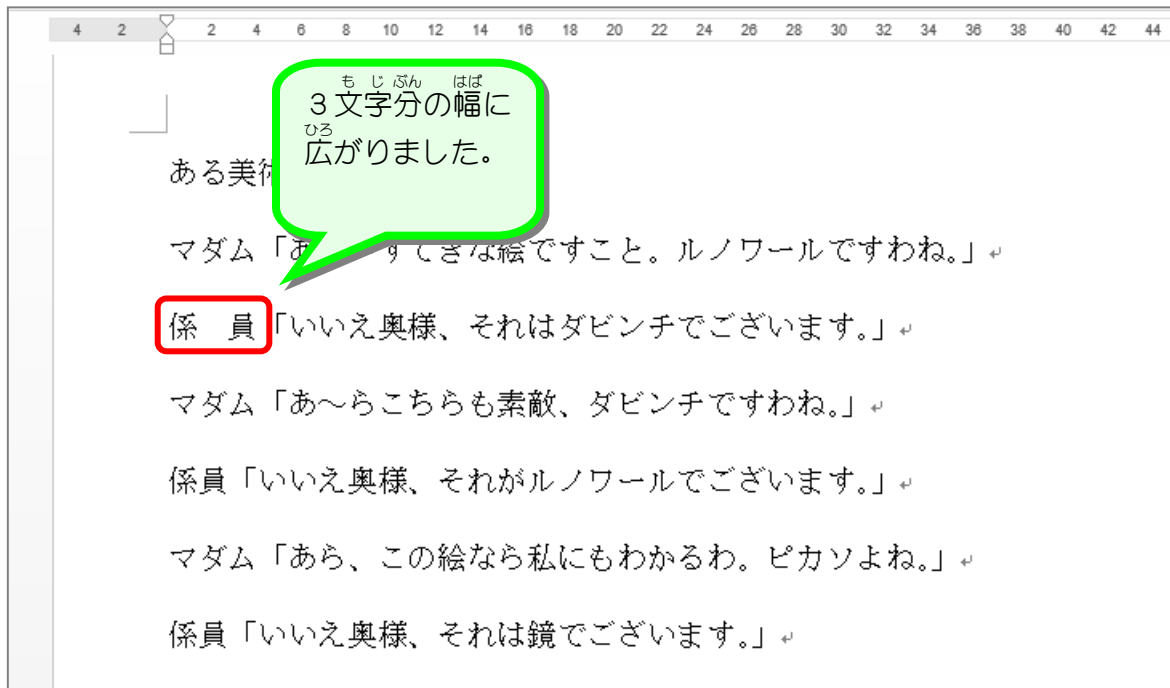 4 2 2 4 6 8 10 12 14 16 18 20 22 24 26 28 30 32 34 36 38 40 42 44
も じ ぶん はば
３文字分の幅に
ひろ
広がりました。
ある美術
マダム「あ すてきな絵ですこと。ルノワールですわね。」
係　員「いいえ奥様、それはダビンチでございます。」
マダム「あ～らこちらも素敵、ダビンチですわね。」
係員「いいえ奥様、それがルノワールでございます。」
マダム「あら、この絵なら私にもわかるわ。ピカソよね。」
係員「いいえ奥様、それは鏡でございます。」